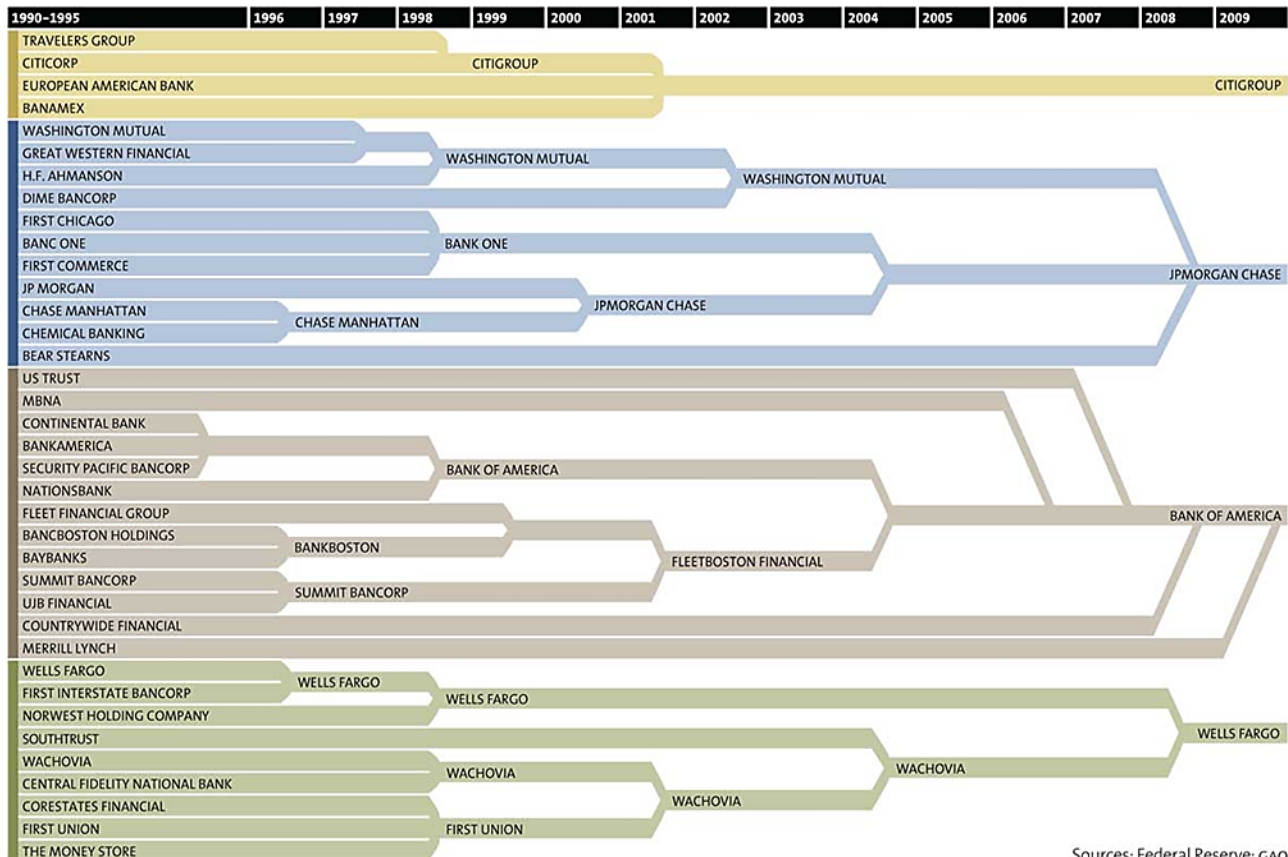 1990–1995 1996 1997 1998 1999 2000 2001 2002 2003 2004 2005 2006 2007 2008 2009
TRAVELERS GROUP
CITICORP CITIGROUP
EUROPEAN AMERICAN BANK CITIGROUP
BANAMEX
WASHINGTON MUTUAL
GREAT WESTERN FINANCIAL
WASHINGTON MUTUAL
H.F. AHMANSON
WASHINGTON MUTUAL
DIME BANCORP
FIRST CHICAGO
BANC ONE BANK ONE
FIRST COMMERCE
JPMORGAN CHASE
JP MORGAN
JPMORGAN CHASE
CHASE MANHATTAN
CHASE MANHATTAN
CHEMICAL BANKING
BEAR STEARNS
US TRUST
MBNA
CONTINENTAL BANK
BANKAMERICA
SECURITY PACIFIC BANCORP BANK OF AMERICA
NATIONSBANK
FLEET FINANCIAL GROUP BANK OF AMERICA
BANCBOSTON HOLDINGS
BANKBOSTON
BAYBANKS FLEETBOSTON FINANCIAL
SUMMIT BANCORP
SUMMIT BANCORP
UJB FINANCIAL
COUNTRYWIDE FINANCIAL
MERRILL LYNCH
WELLS FARGO
WELLS FARGO
FIRST INTERSTATE BANCORP WELLS FARGO
NORWEST HOLDING COMPANY
WELLS FARGO
SOUTHTRUST
WACHOVIA
WACHOVIA WACHOVIA
CENTRAL FIDELITY NATIONAL BANK
WACHOVIA
CORESTATES FINANCIAL
FIRST UNION FIRST UNION
THE MONEY STORE
Sources: Federal Reserve; GAO